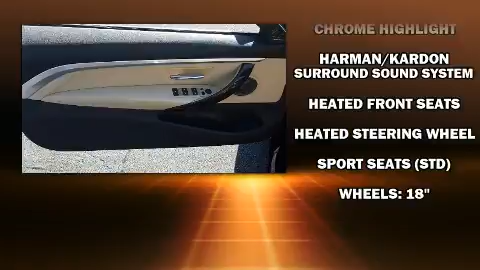 CHROME HIGHLIGHT
HARMAN/KARDON
SURROUND SOUND SYSTEM
HEATED FRONT SEATS
HEATED STEERING WHEEL
SPORT SEATS (STD)
WHEELS: 18"